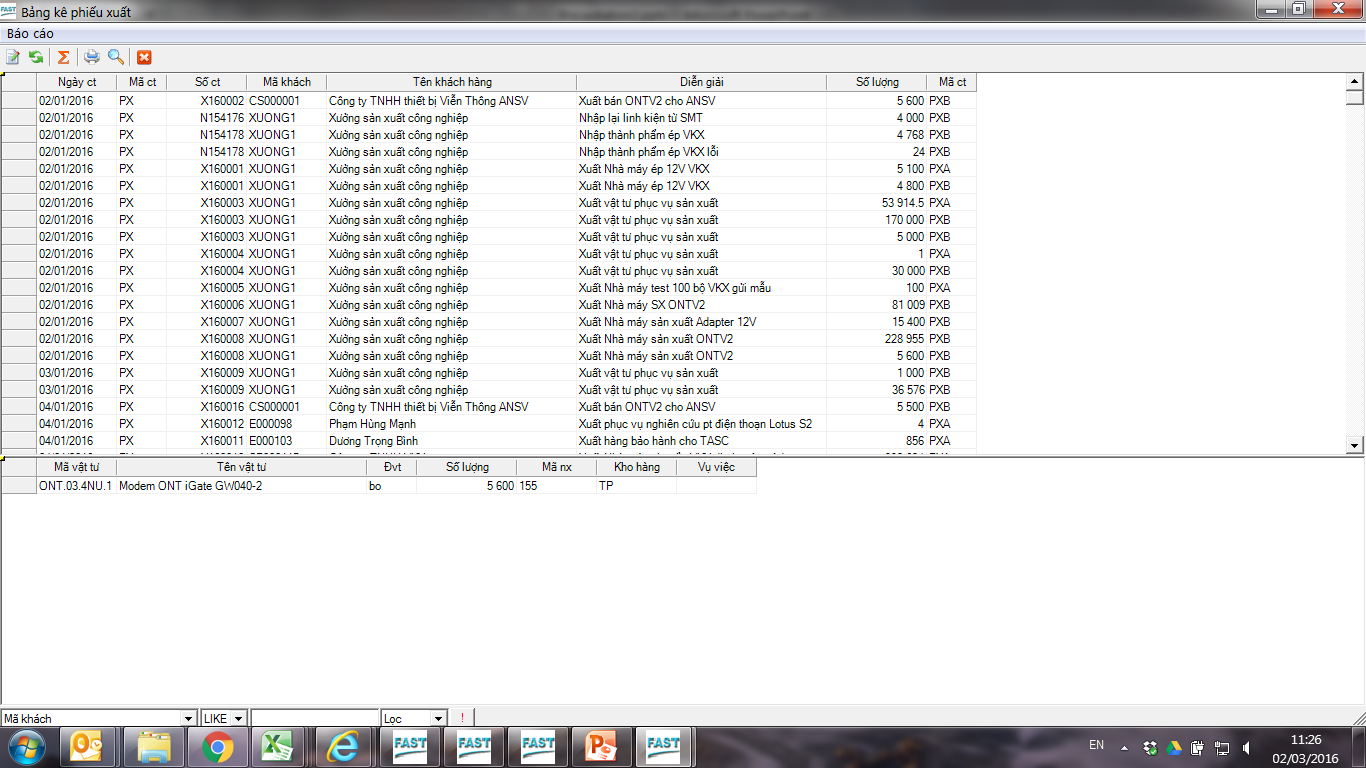 FAST Bảng kê phiếu xuất
Báo cáo
Ngày ct Mã ct Số ct Mã khách Tên khách hàng Diễn giải Số lượng Mã ct
02/01/2016 PX X160002 CS000001 Công ty TNHH thiết bị Viễn Thông ANSV Xuất bán ONTV2 cho ANSV 5 600 PXB
02/01/2016 PX N154176 XUONG1 Xưởng sản xuất công nghiệp Nhập lại linh kiện từ SMT 4 000 PXB
02/01/2016 PX N154178 XUONG1 Xưởng sản xuất công nghiệp Nhập thành phẩm ép VKX 4 768 PXB
02/01/2016 PX N154178 XUONG1 Xưởng sản xuất công nghiệp Nhập thành phẩm ép VKX lỗi 24 PXB
02/01/2016 PX X160001 XUONG1 Xưởng sản xuất công nghiệp Xuất Nhà máy ép 12V VKX 5 100 PXA
02/01/2016 PX X160001 XUONG1 Xưởng sản xuất công nghiệp Xuất Nhà máy ép 12V VKX 4 800 PXB
02/01/2016 PX X160003 XUONG1 Xưởng sản xuất công nghiệp Xuất vật tư phục vụ sản xuất 53 914.5 PXA
02/01/2016 PX X160003 XUONG1 Xưởng sản xuất công nghiệp Xuất vật tư phục vụ sản xuất 170 000 PXB
02/01/2016 PX X160003 XUONG1 Xưởng sản xuất công nghiệp Xuất vật tư phục vụ sản xuất 5 000 PXB
02/01/2016 PX X160004 XUONG1 Xưởng sản xuất công nghiệp Xuất vật tư phục vụ sản xuất 1 PXA
02/01/2016 PX X160004 XUONG1 Xưởng sản xuất công nghiệp Xuất vật tư phục vụ sản xuất 30 000 PXB
02/01/2016 PX X160005 XUONG1 Xưởng sản xuất công nghiệp Xuất Nhà máy test 100 bộ VKX gửi mẫu 100 PXA
02/01/2016 PX X160006 XUONG1 Xưởng sản xuất công nghiệp Xuất Nhà máy SX ONTV2 81 009 PXB
02/01/2016 PX X160007 XUONG1 Xưởng sản xuất công nghiệp Xuất Nhà máy sản xuất Adapter 12V 15 400 PXB
02/01/2016 PX X160008 XUONG1 Xưởng sản xuất công nghiệp Xuất Nhà máy sản xuất ONTV2 228 955 PXB
02/01/2016 PX X160008 XUONG1 Xưởng sản xuất công nghiệp Xuất Nhà máy sản xuất ONTV2 5 600 PXB
03/01/2016 PX X160009 XUONG1 Xưởng sản xuất công nghiệp Xuất vật tư phục vụ sản xuất 1 000 PXB
03/01/2016 PX X160009 XUONG1 Xưởng sản xuất công nghiệp Xuất vật tư phục vụ sản xuất 36 576 PXB
04/01/2016 PX X160016 CS000001 Công ty TNHH thiết bị Viễn Thông ANSV Xuất bán ONTV2 cho ANSV 5 500 PXB
04/01/2016 PX X160012 E000098 Phạm Hùng Mạnh Xuất phục vụ nghiên cứu pt điện thoạn Lotus S2 4 PXA
04/01/2016 PX X160011 E000103 Dương Trọng Bình Xuất hàng bảo hành cho TASC 856 PXA
Mã vật tư Tên vật tư Đvt Số lượng Mã nx Kho hàng Vụ việc
ONT.03.4NU.1 Modem ONT iGate GW040-2 bo 5 600 155 TP
Mã khách LIKE Lọc !
FAST FAST FAST FAST EN 11:26
02/03/2016